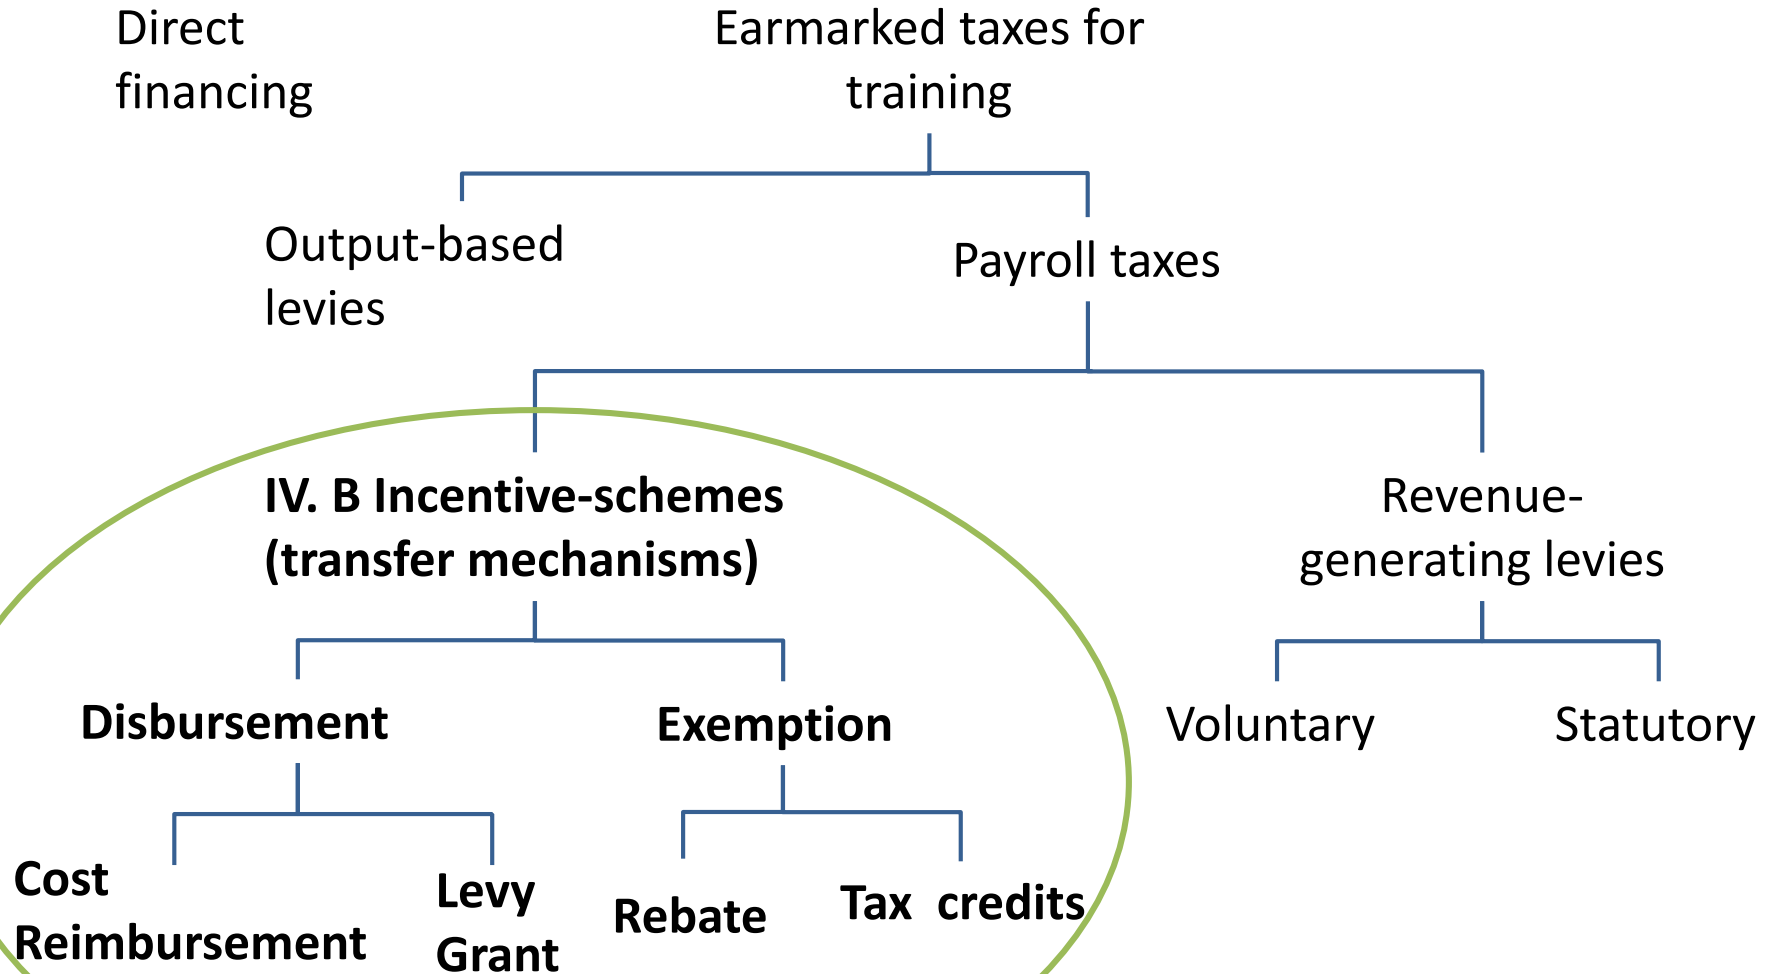 Direct
financing
Earmarked taxes for
training
Output-based
levies
Payroll taxes
IV. B Incentive-schemes
(transfer mechanisms)
Revenue-
generating levies
Disbursement
Exemption
Voluntary
Statutory
Cost
Reimbursement
Levy
Grant
Rebate
Tax credits